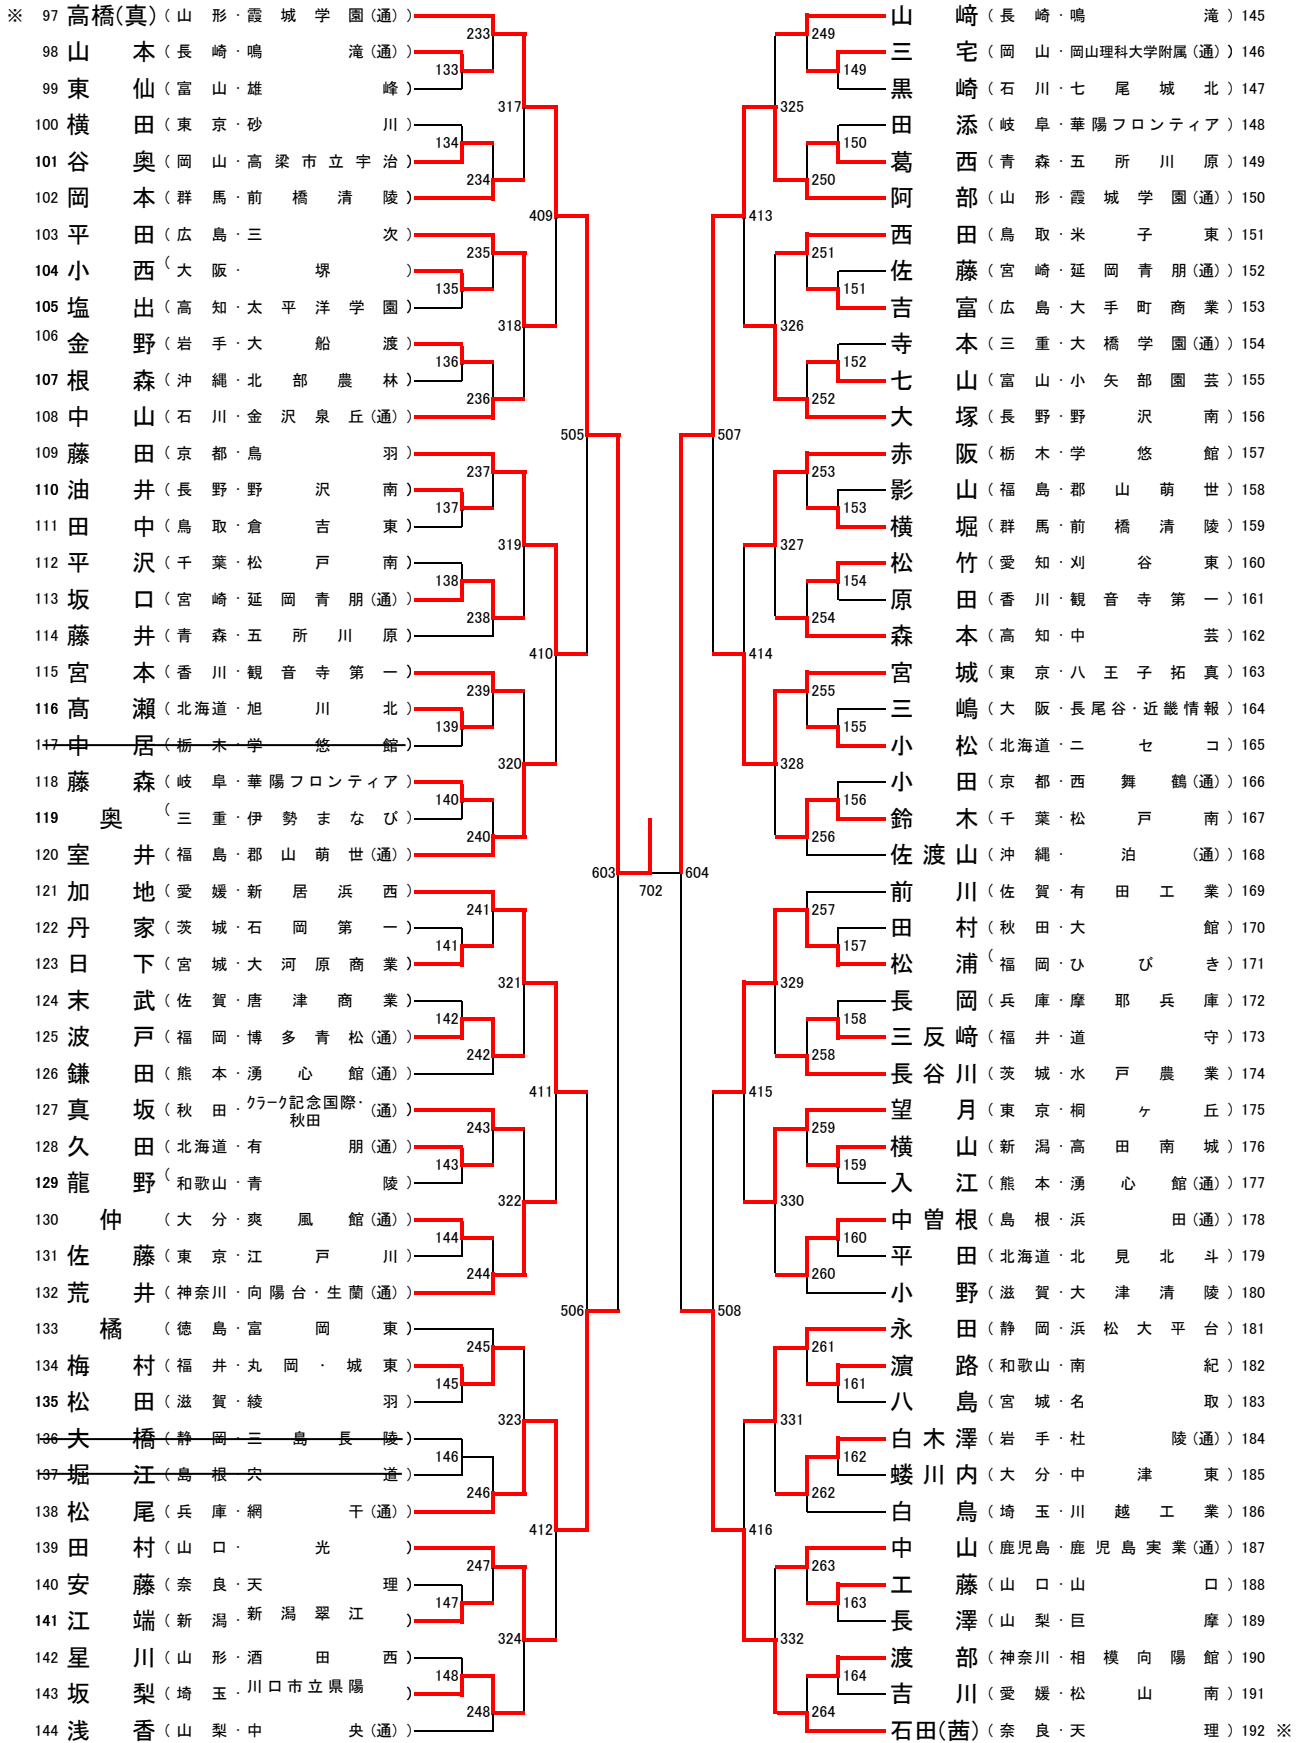 ※ 97 高橋(真) (山形・霞城学園(通))
98 山本 (長崎・鳴滝(通))
99 東仙 (富山・雄峰)
100 横田 (東京・砂川)
101 谷奥 (岡山・高梁市立宇治)
102 岡本 (群馬・前橋清陵)
103 平田 (広島・三次)
104 小西 (大阪・堺)
105 塩出 (高知・太平洋学園)
106 金野 (岩手・大船渡)
107 根森 (沖縄・北部農林)
108 中山 (石川・金沢泉丘(通))
109 藤田 (京都・鳥羽)
110 油井 (長野・野沢南)
111 田中 (鳥取・倉吉東)
112 平沢 (千葉・松戸南)
113 坂口 (宮崎・延岡青朋(通))
114 藤井 (青森・五所川原)
115 宮本 (香川・観音寺第一)
116 髙瀬 (北海道・旭川北)
117 中居 (栃木・学悠館)
118 藤森 (岐阜・華陽フロンティア)
119 奥 (三重・伊勢まなび)
120 室井 (福島・郡山萌世(通))
121 加地 (愛媛・新居浜西)
122 丹家 (茨城・石岡第一)
123 日下 (宮城・大河原商業)
124 末武 (佐賀・唐津商業)
125 波戸 (福岡・博多青松(通))
126 鎌田 (熊本・湧心館(通))
127 真坂 (秋田・クラーク記念国際・秋田(通))
128 久田 (北海道・有朋(通))
129 龍野 (和歌山・青陵)
130 仲 (大分・爽風館(通))
131 佐藤 (東京・江戸川)
132 荒井 (神奈川・向陽台・生蘭(通))
133 橘 (徳島・富岡東)
134 梅村 (福井・丸岡・城東)
135 松田 (滋賀・綾羽)
136 大橋 (静岡・三島長陵)
137 堀江 (島根・宍道)
138 松尾 (兵庫・網干(通))
139 田村 (山口・光)
140 安藤 (奈良・天理)
141 江端 (新潟・新潟翠江)
142 星川 (山形・酒田西)
143 坂梨 (埼玉・川口市立県陽)
144 浅香 (山梨・中央(通))
233
133
317
134
234
409
235
135
318
136
236
505
237
137
319
138
238
410
239
139
320
140
240
603
241
141
321
142
242
411
243
143
322
144
244
506
245
145
323
146
246
412
247
147
324
148
248
702
249
149
325
150
250
413
251
151
326
152
252
507
253
153
327
154
254
414
255
155
328
156
256
604
257
157
329
158
258
415
259
159
330
160
260
508
261
161
331
162
262
416
263
163
332
164
264
山﨑 (長崎・鳴滝) 145
三宅 (岡山・岡山理科大学附属(通)) 146
黒崎 (石川・七尾城北) 147
田添 (岐阜・華陽フロンティア) 148
葛西 (青森・五所川原) 149
阿部 (山形・霞城学園(通)) 150
西田 (鳥取・米子東) 151
佐藤 (宮崎・延岡青朋(通)) 152
吉富 (広島・大手町商業) 153
寺本 (三重・大橋学園(通)) 154
七山 (富山・小矢部園芸) 155
大塚 (長野・野沢南) 156
赤阪 (栃木・学悠館) 157
影山 (福島・郡山萌世) 158
横堀 (群馬・前橋清陵) 159
松竹 (愛知・刈谷東) 160
原田 (香川・観音寺第一) 161
森本 (高知・中芸) 162
宮城 (東京・八王子拓真) 163
三嶋 (大阪・長尾谷・近畿情報) 164
小松 (北海道・ニセコ) 165
小田 (京都・西舞鶴(通)) 166
鈴木 (千葉・松戸南) 167
佐渡山 (沖縄・泊(通)) 168
前川 (佐賀・有田工業) 169
田村 (秋田・大館) 170
松浦 (福岡・ひびき) 171
長岡 (兵庫・摩耶兵庫) 172
三反﨑 (福井・道守) 173
長谷川 (茨城・水戸農業) 174
望月 (東京・桐ヶ丘) 175
横山 (新潟・高田南城) 176
入江 (熊本・湧心館(通)) 177
中曽根 (島根・浜田(通)) 178
平田 (北海道・北見北斗) 179
小野 (滋賀・大津清陵) 180
永田 (静岡・浜松大平台) 181
濵路 (和歌山・南紀) 182
八島 (宮城・名取) 183
白木澤 (岩手・杜陵(通)) 184
蛯川内 (大分・中津東) 185
白鳥 (埼玉・川越工業) 186
中山 (鹿児島・鹿児島実業(通)) 187
工藤 (山口・山口) 188
長澤 (山梨・巨摩) 189
渡部 (神奈川・相模向陽館) 190
吉川 (愛媛・松山南) 191
石田(茜) (奈良・天理) 192 ※